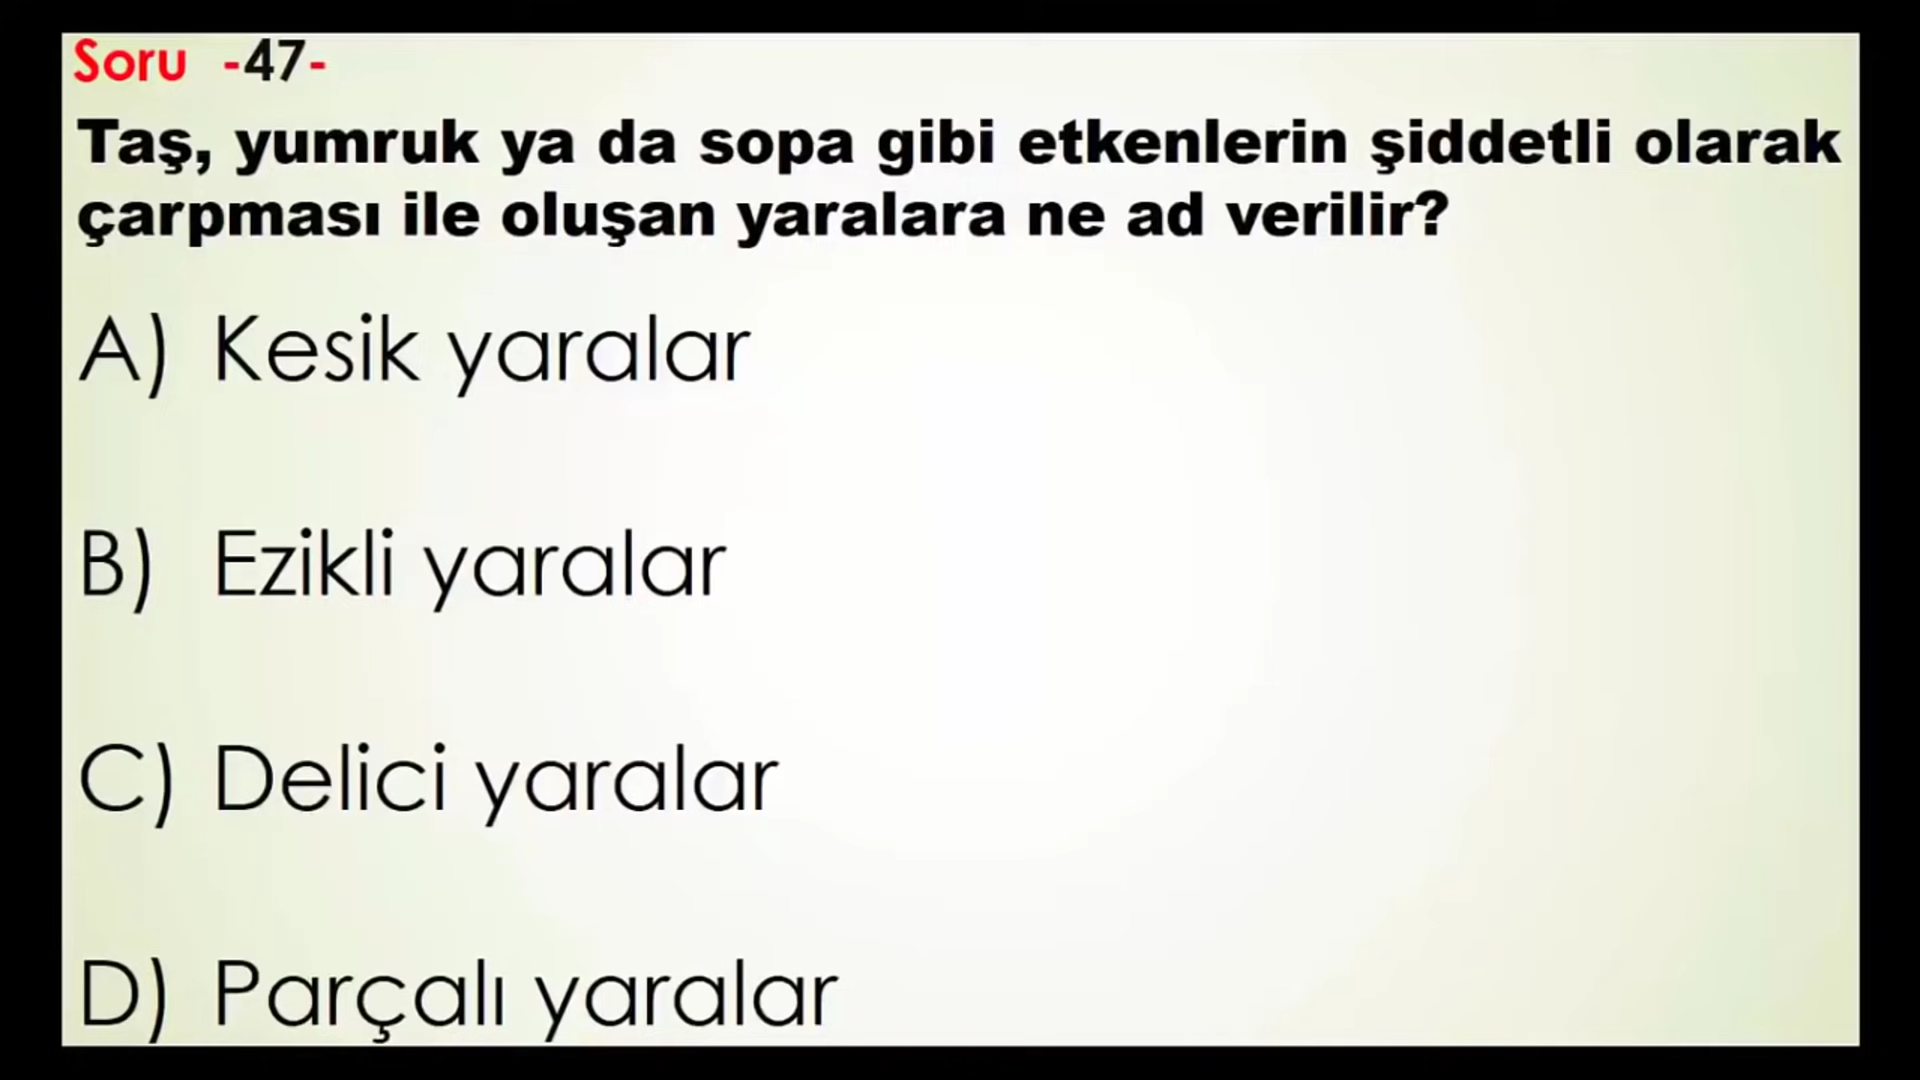 Soru -47-
Taş, yumruk ya da sopa gibi etkenlerin şiddetli olarak
çarpması ile oluşan yaralara ne ad verilir?
A) Kesik yaralar
B) Ezikli yaralar
C) Delici yaralar
D) Parçalı yaralar